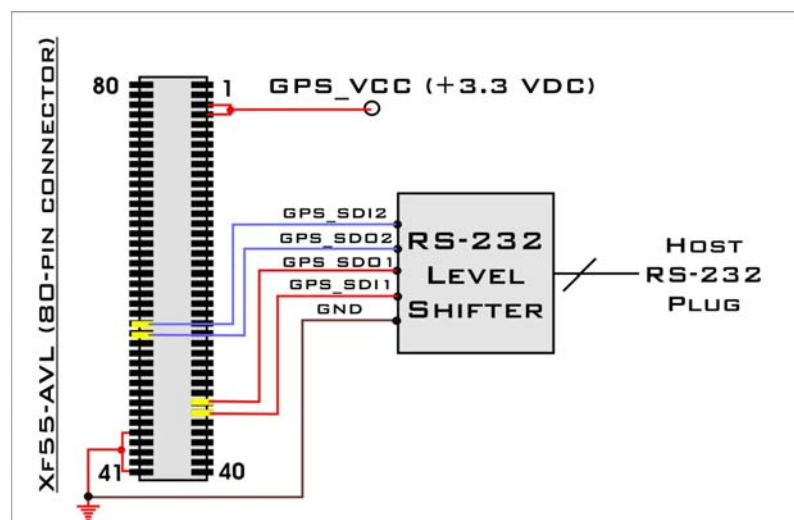 XF55-AVL (80-PIN CONNECTOR)
80
1
GPS_VCC (+3.3 VDC)
GPS_SDI2
GPS_SDO2
GPS_SDO1
GPS_SDI1
GND
RS-232
LEVEL
SHIFTER
HOST
RS-232
PLUG
41
40